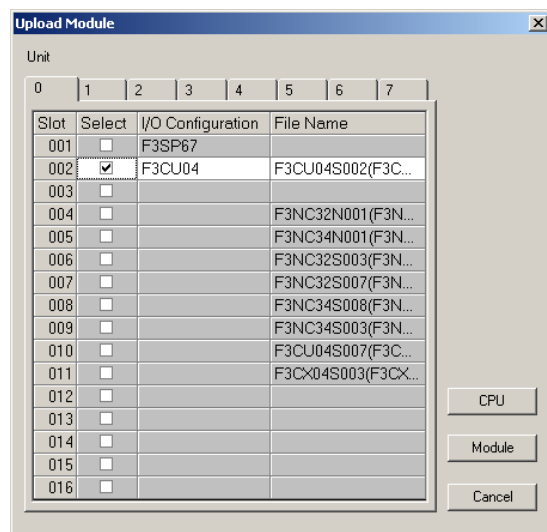 Upload Module
Unit
0 1 2 3 4 5 6 7
Slot Select I/O Configuration File Name
001 F3SP67
002 F3CU04 F3CU04S002(F3C...
003
004 F3NC32N001(F3N...
005 F3NC34N001(F3N...
006 F3NC32S003(F3N...
007 F3NC32S007(F3N...
008 F3NC34S008(F3N...
009 F3NC34S003(F3N...
010 F3CU04S007(F3C...
011 F3CX04S003(F3CX...
012
013
014
015
016
CPU
Module
Cancel